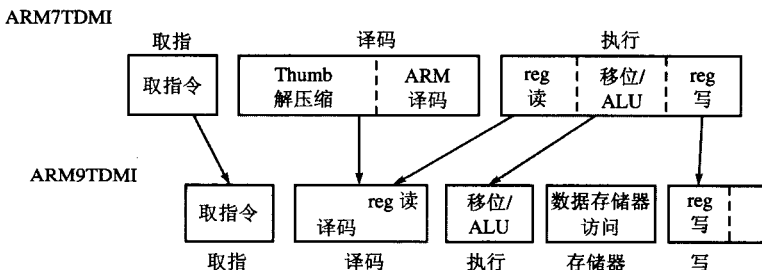 ARM7TDMI
取指 译码 执行
取指令
Thumb
解压缩
ARM
译码
reg
读
移位/
ALU
reg
写
ARM9TDMI
取指令
reg 读
译码
移位/
ALU
数据存储器
访问
reg
写
取指 译码 执行 存储器 写